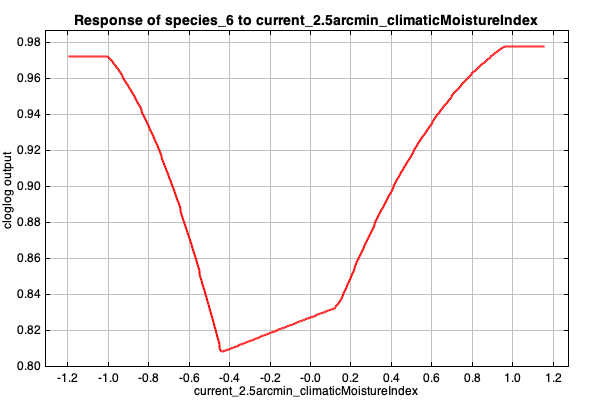 Response of species_6 to current_2.5arcmin_climaticMoistureIndex
0.98
0.96
0.94
0.92
0.90
0.88
0.86
0.84
0.82
0.80
cloglog output
-1.2 -1.0 -0.8 -0.6 -0.4 -0.2 -0.0 0.2 0.4 0.6 0.8 1.0 1.2
current_2.5arcmin_climaticMoistureIndex